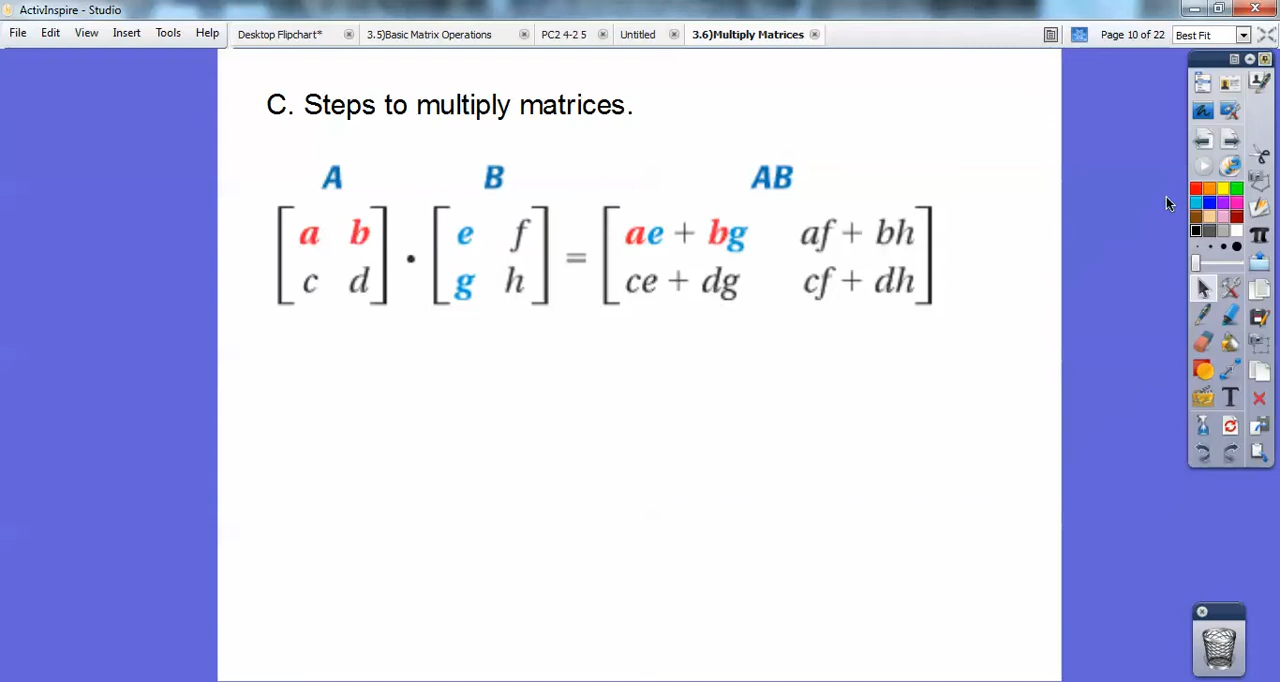 ActivInspire - Studio
File Edit View Insert Tools Help Desktop Flipchart* 3.5)Basic Matrix Operations PC2 4-2 5 Untitled 3.6)Multiply Matrices Page 10 of 22 Best Fit
C. Steps to multiply matrices.
A B AB
a b e f ae + bg af + bh
· =
c d g h ce + dg cf + dh